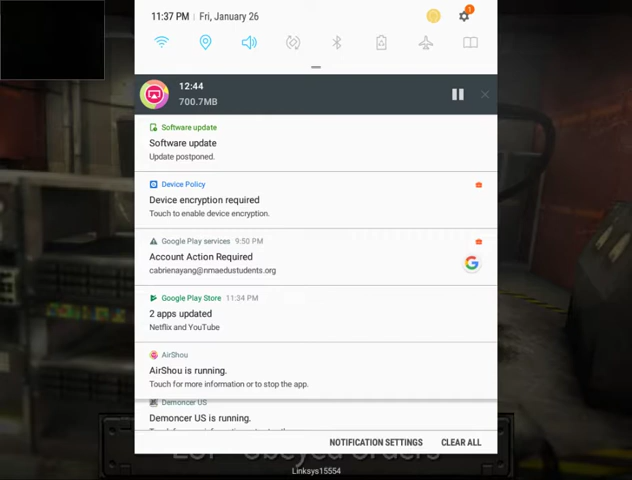 11:37 PM | Fri, January 26
1
12:44
700.7MB
Software update
Software update
Update postponed.
Device Policy
Device encryption required
Touch to enable device encryption.
Google Play services 9:50 PM
Account Action Required
cabrienayang@nmaedustudents.org
Google Play Store 11:34 PM
2 apps updated
Netflix and YouTube
AirShou
AirShou is running.
Touch for more information or to stop the app.
Demoncer US
Demoncer US is running.
NOTIFICATION SETTINGS CLEAR ALL
Obeyed Orders
Linksys15554